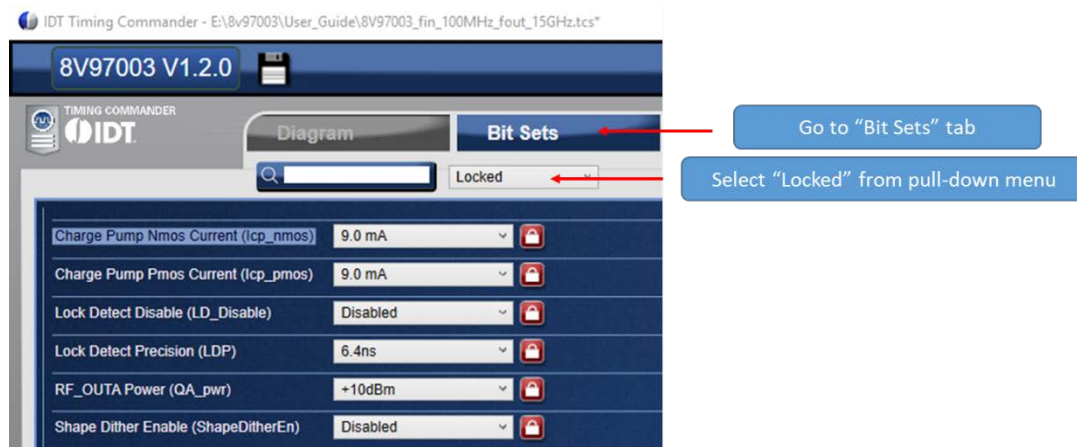 IDT Timing Commander - E:\8v97003\User_Guide\8V97003_fin_100MHz_fout_15GHz.tcs*
8V97003 V1.2.0
TIMING COMMANDER
IDT.
Diagram
Bit Sets
Go to “Bit Sets” tab
Locked
Select “Locked” from pull-down menu
Charge Pump Nmos Current (Icp_nmos) 9.0 mA
Charge Pump Pmos Current (Icp_pmos) 9.0 mA
Lock Detect Disable (LD_Disable) Disabled
Lock Detect Precision (LDP) 6.4ns
RF_OUTA Power (QA_pwr) +10dBm
Shape Dither Enable (ShapeDitherEn) Disabled